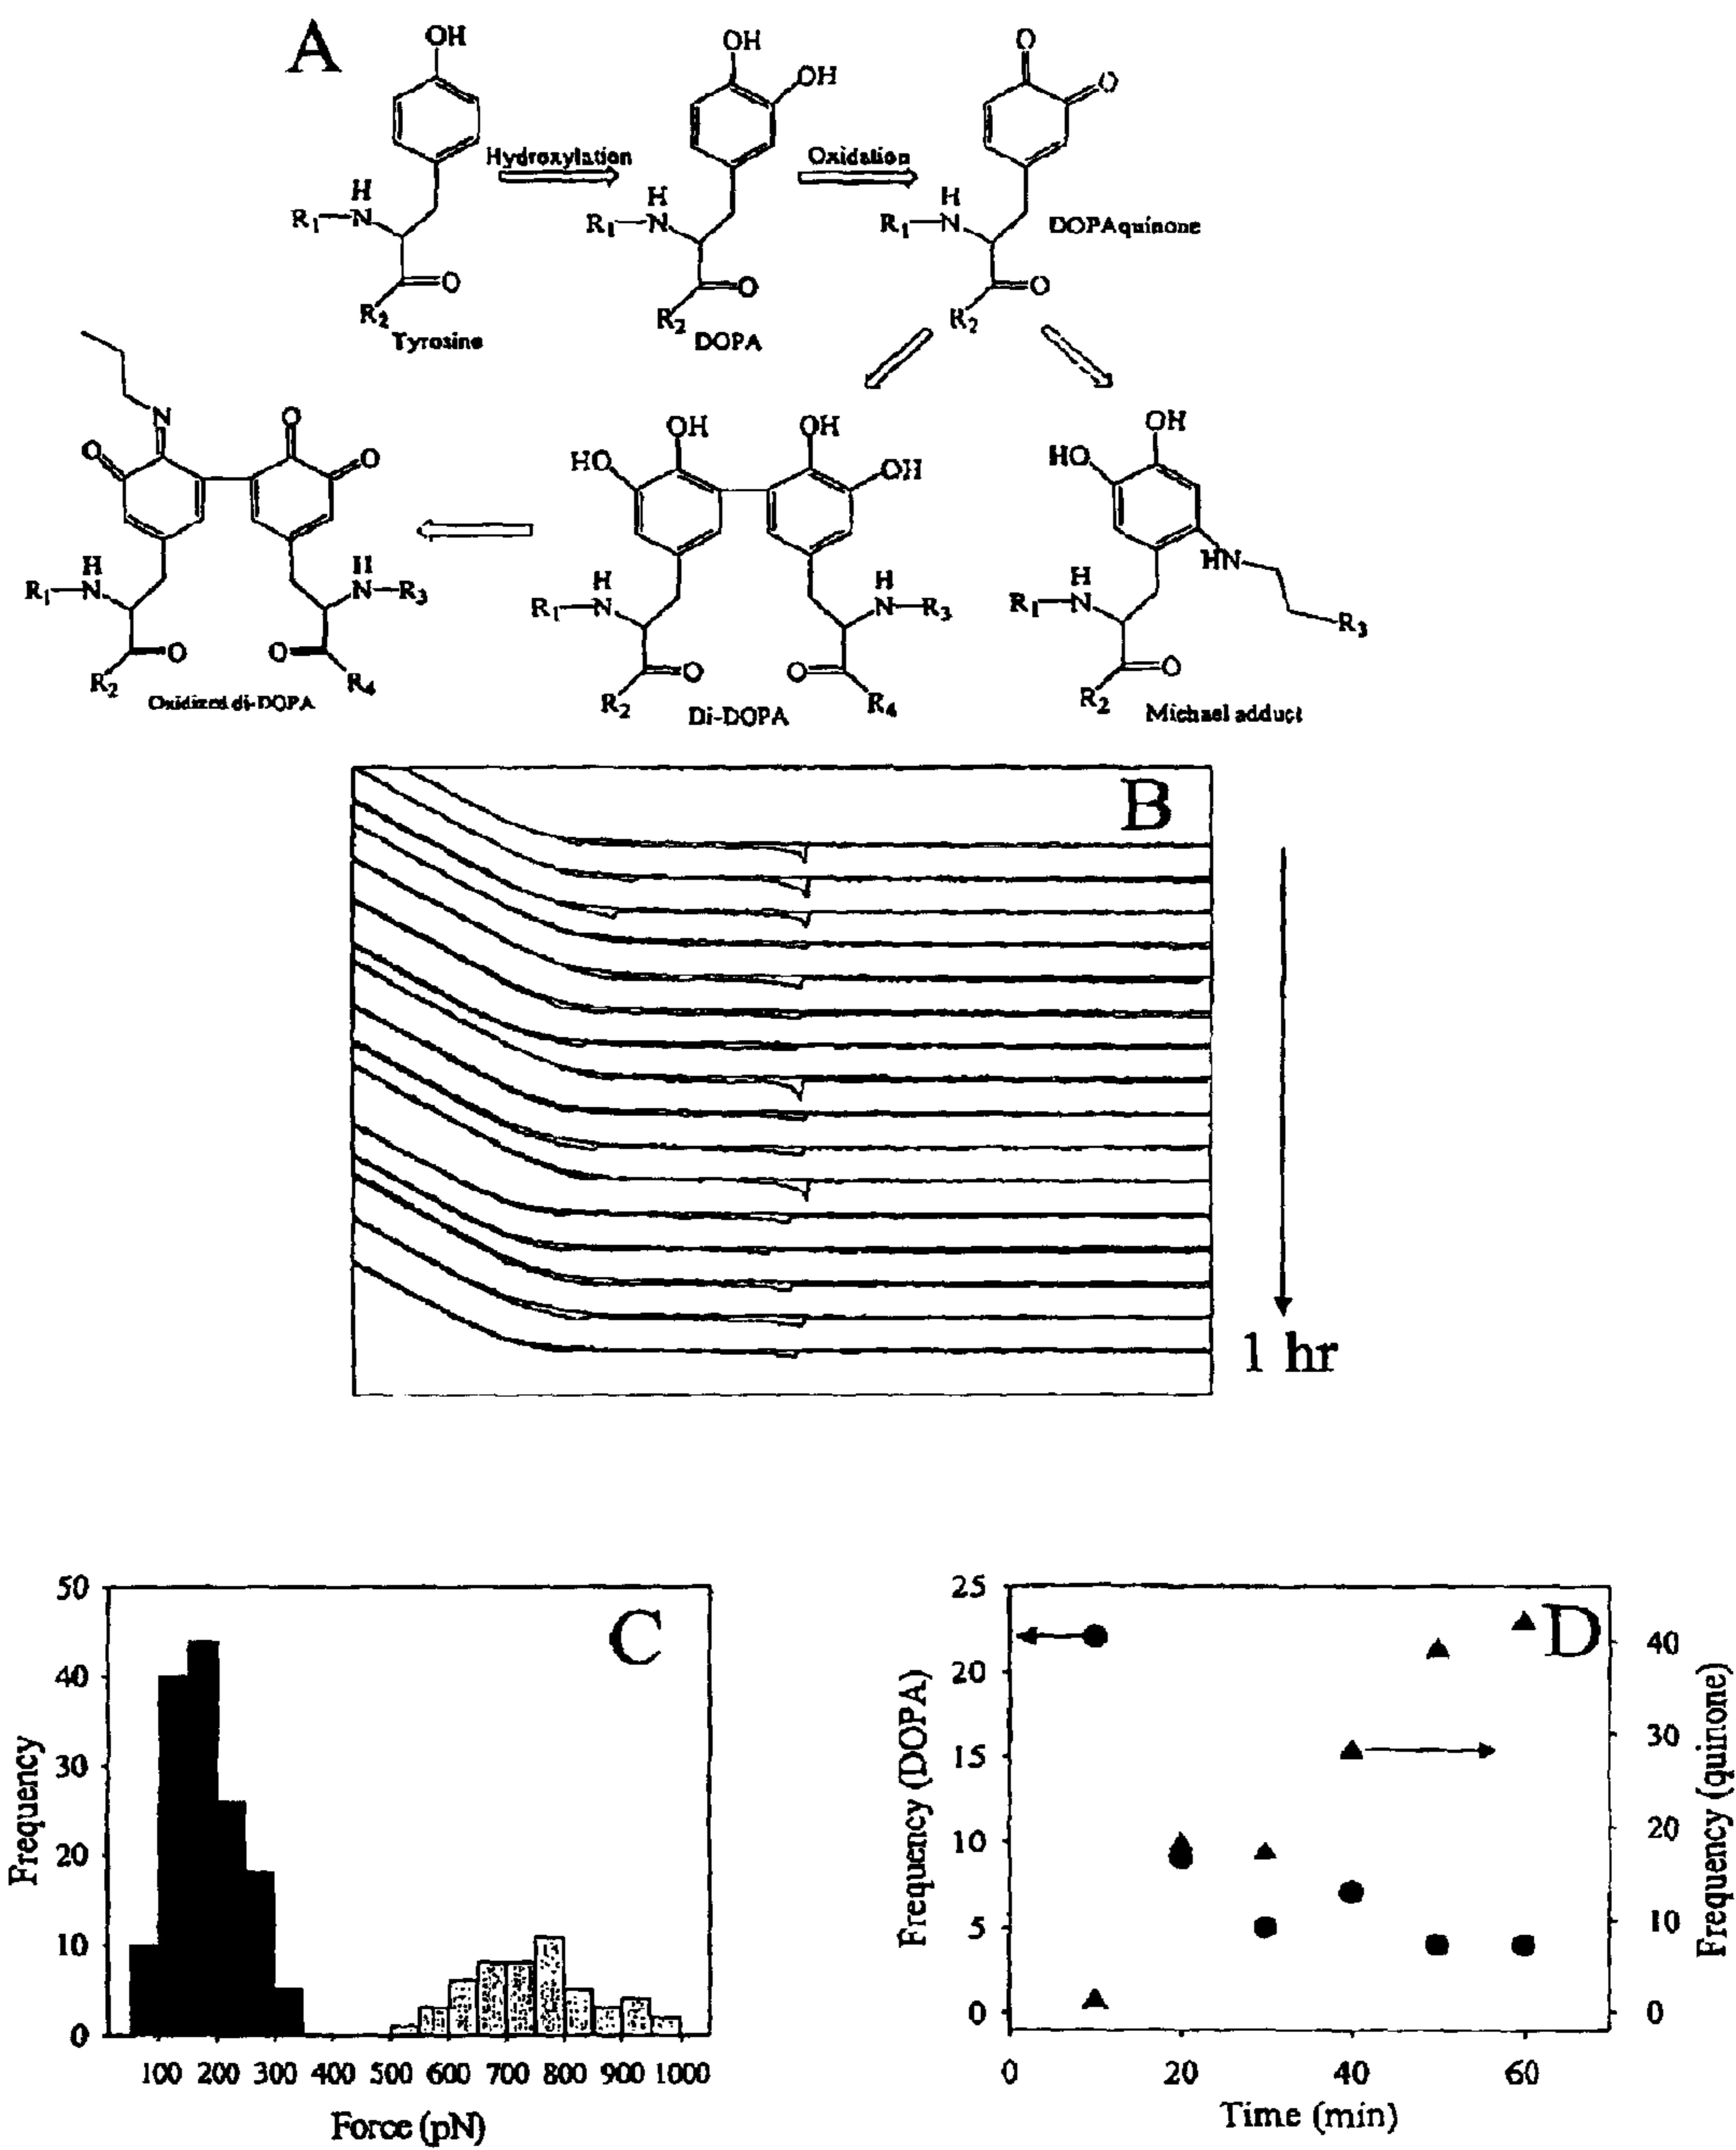 A
OH
OH
OH
O
O
Hydroxylation
Oxidation
H
R₁—N
O
R₂
Tyrosine
H
R₁—N
O
R₂
DOPA
H
R₁—N
O
R₂
DOPAquinone
N
O
O
O
H
R₁—N
O
R₂
H
N—R₃
O
R₄
Oxidized di-DOPA
OH
HO
OH
OH
H
R₁—N
O
R₂
H
N—R₃
O
R₄
Di-DOPA
OH
HO
HN
R₃
H
R₁—N
O
R₂
Michael adduct
B
1 hr
C
50
40
30
20
10
0
Frequency
100 200 300 400 500 600 700 800 900 1000
Force (pN)
D
25
20
15
10
5
0
Frequency (DOPA)
40
30
20
10
0
Frequency (quinone)
0 20 40 60
Time (min)